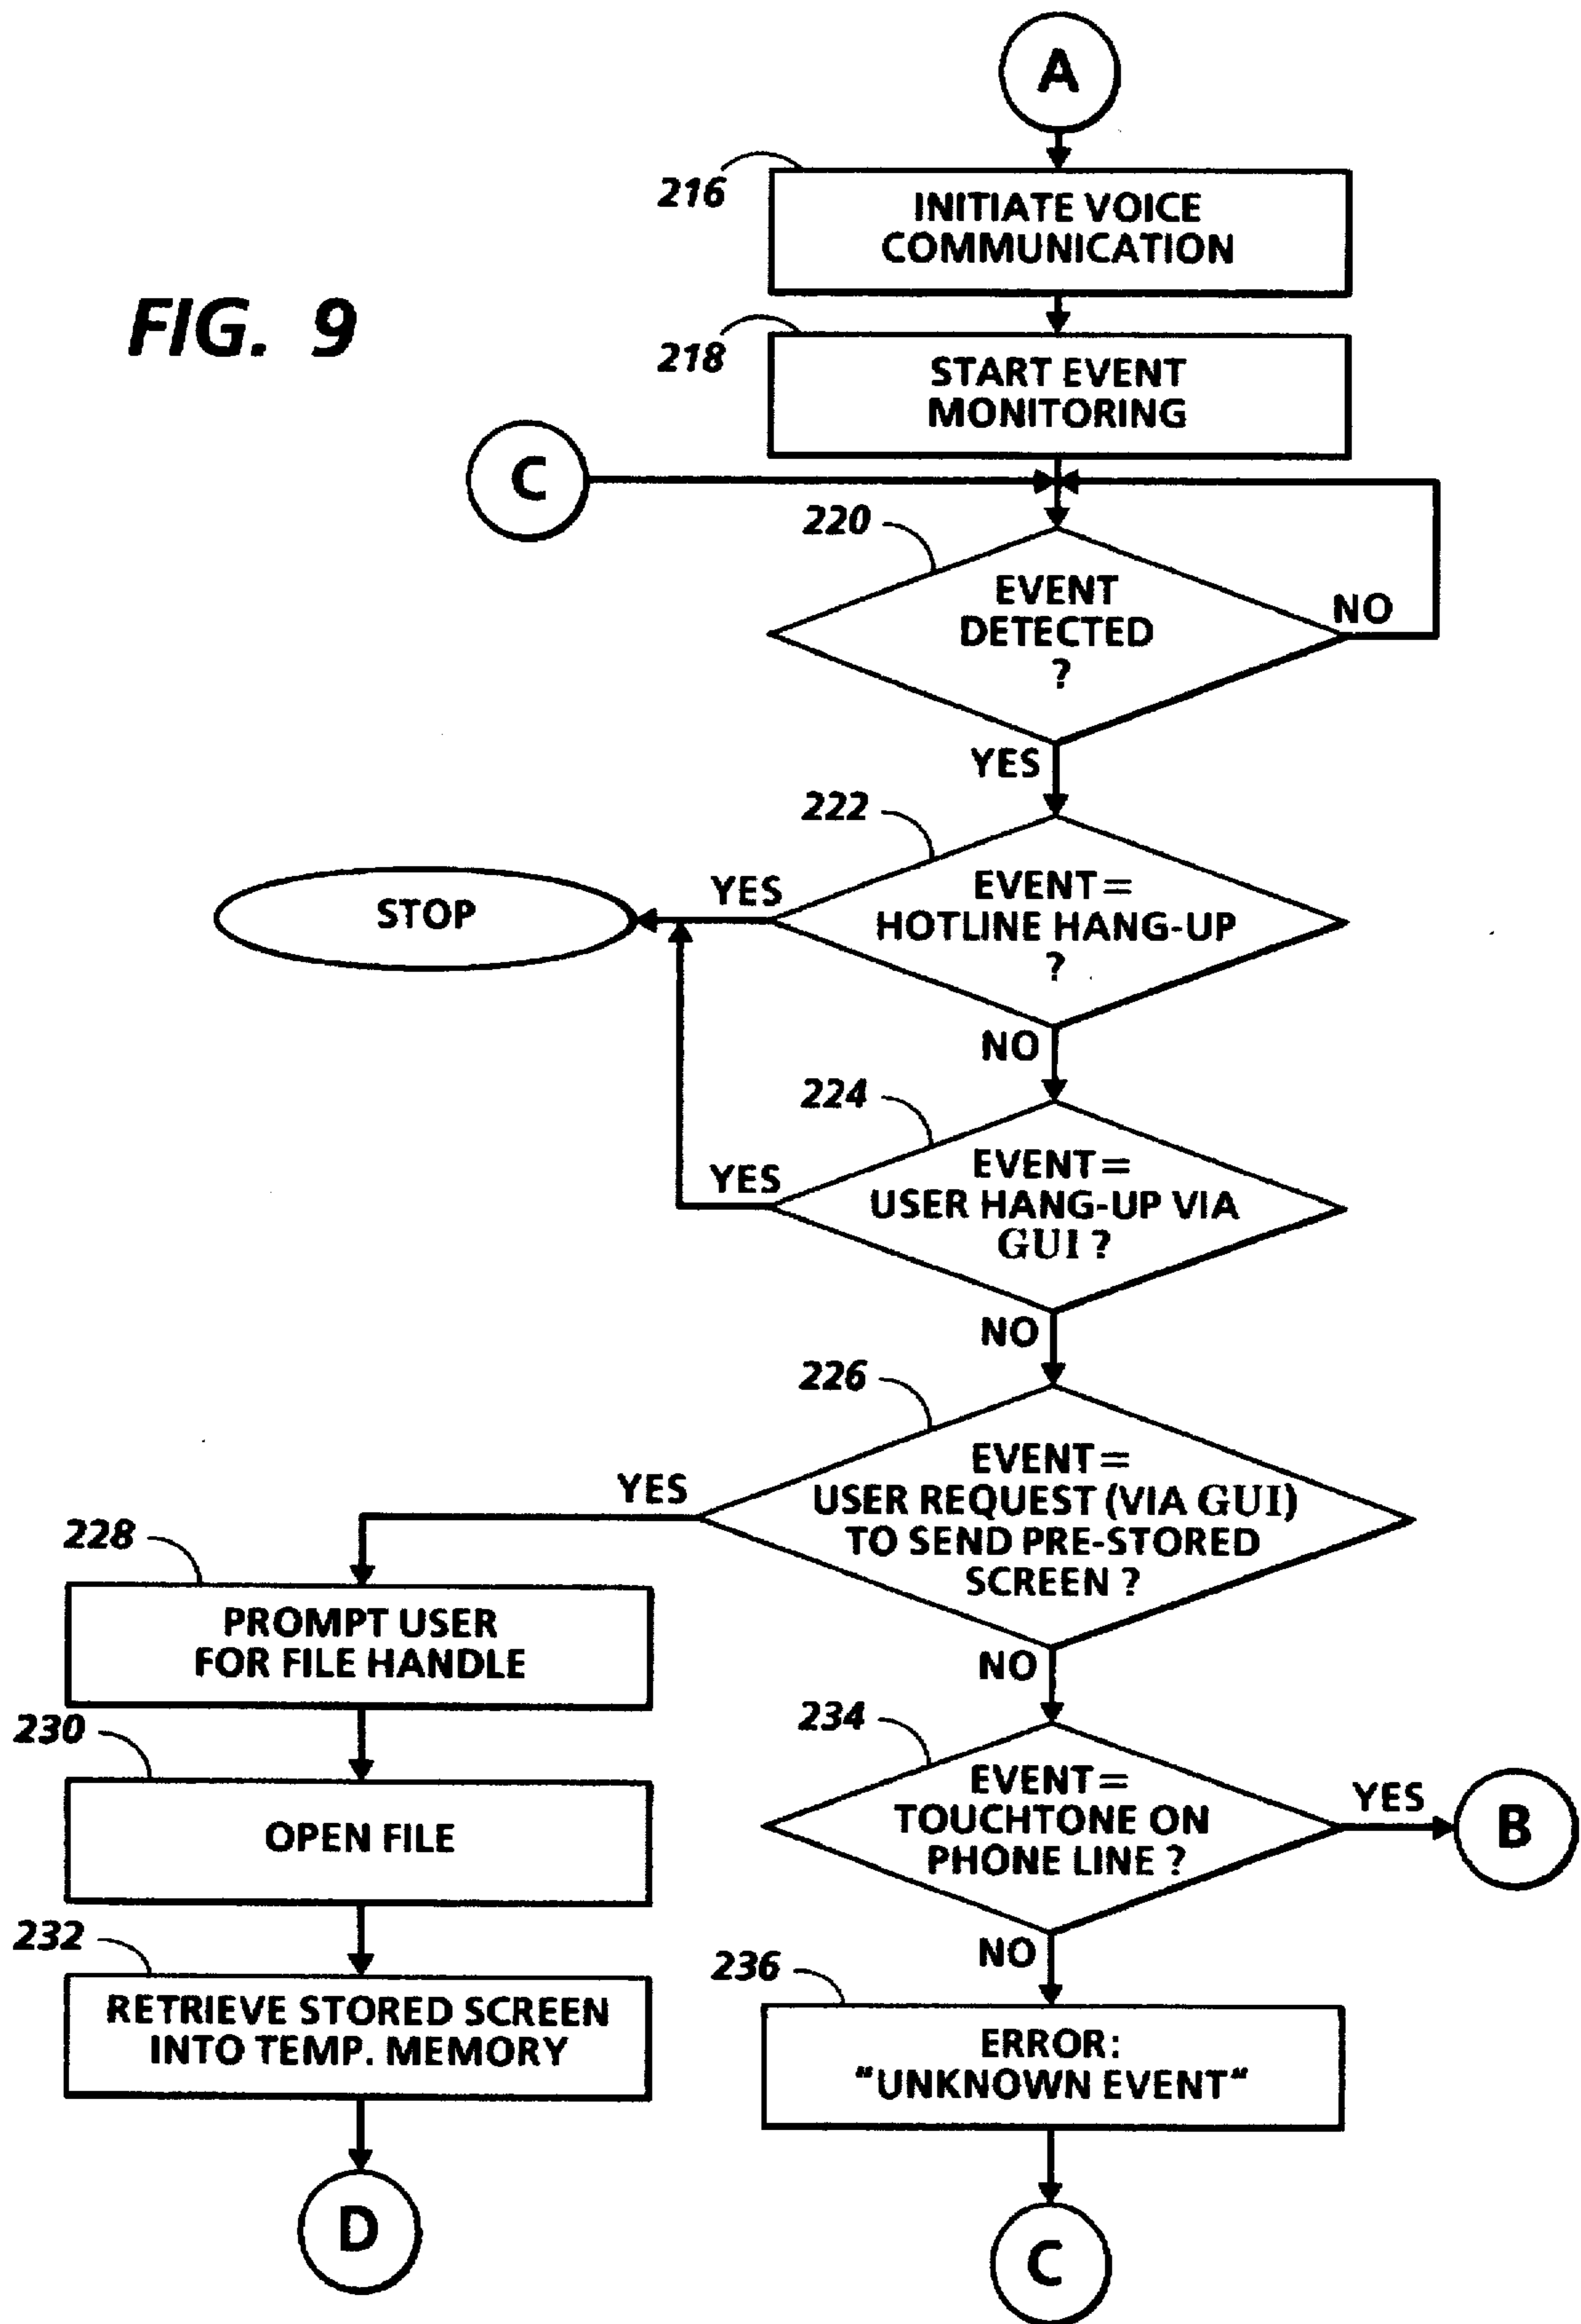 A
216
INITIATE VOICE
COMMUNICATION
FIG. 9
218
START EVENT
MONITORING
C
220
EVENT
DETECTED
?
NO
YES
222
EVENT=
HOTLINE HANG-UP
?
YES
STOP
NO
224
EVENT=
USER HANG-UP VIA
GUI ?
YES
NO
226
EVENT=
USER REQUEST (VIA GUI)
TO SEND PRE-STORED
SCREEN ?
YES
228
PROMPT USER
FOR FILE HANDLE
NO
230
OPEN FILE
234
EVENT=
TOUCHTONE ON
PHONE LINE ?
YES
B
232
RETRIEVE STORED SCREEN
INTO TEMP. MEMORY
NO
236
ERROR:
"UNKNOWN EVENT"
D
C